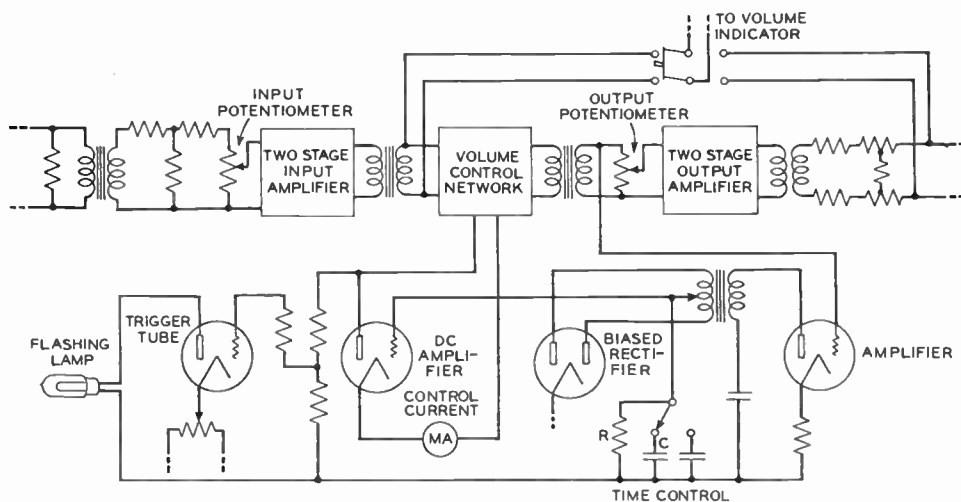 TO VOLUME
INDICATOR
INPUT
POTENTIOMETER
OUTPUT
POTENTIOMETER
TWO STAGE
INPUT
AMPLIFIER
VOLUME
CONTROL
NETWORK
TWO STAGE
OUTPUT
AMPLIFIER
FLASHING
LAMP
TRIGGER
TUBE
DC
AMPLI-
FIER
CONTROL
CURRENT
MA
BIASED
RECTI-
FIER
AMPLIFIER
R
C
TIME CONTROL